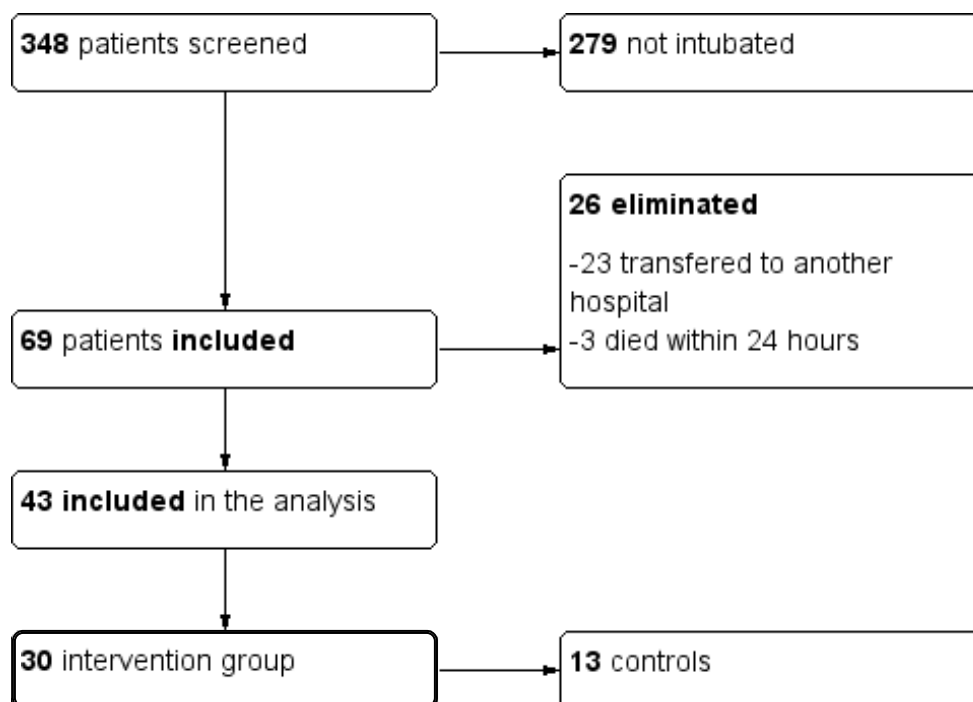 348 patients screened
279 not intubated
26 eliminated
-23 transfered to another
hospital
-3 died within 24 hours
69 patients included
43 included in the analysis
30 intervention group
13 controls